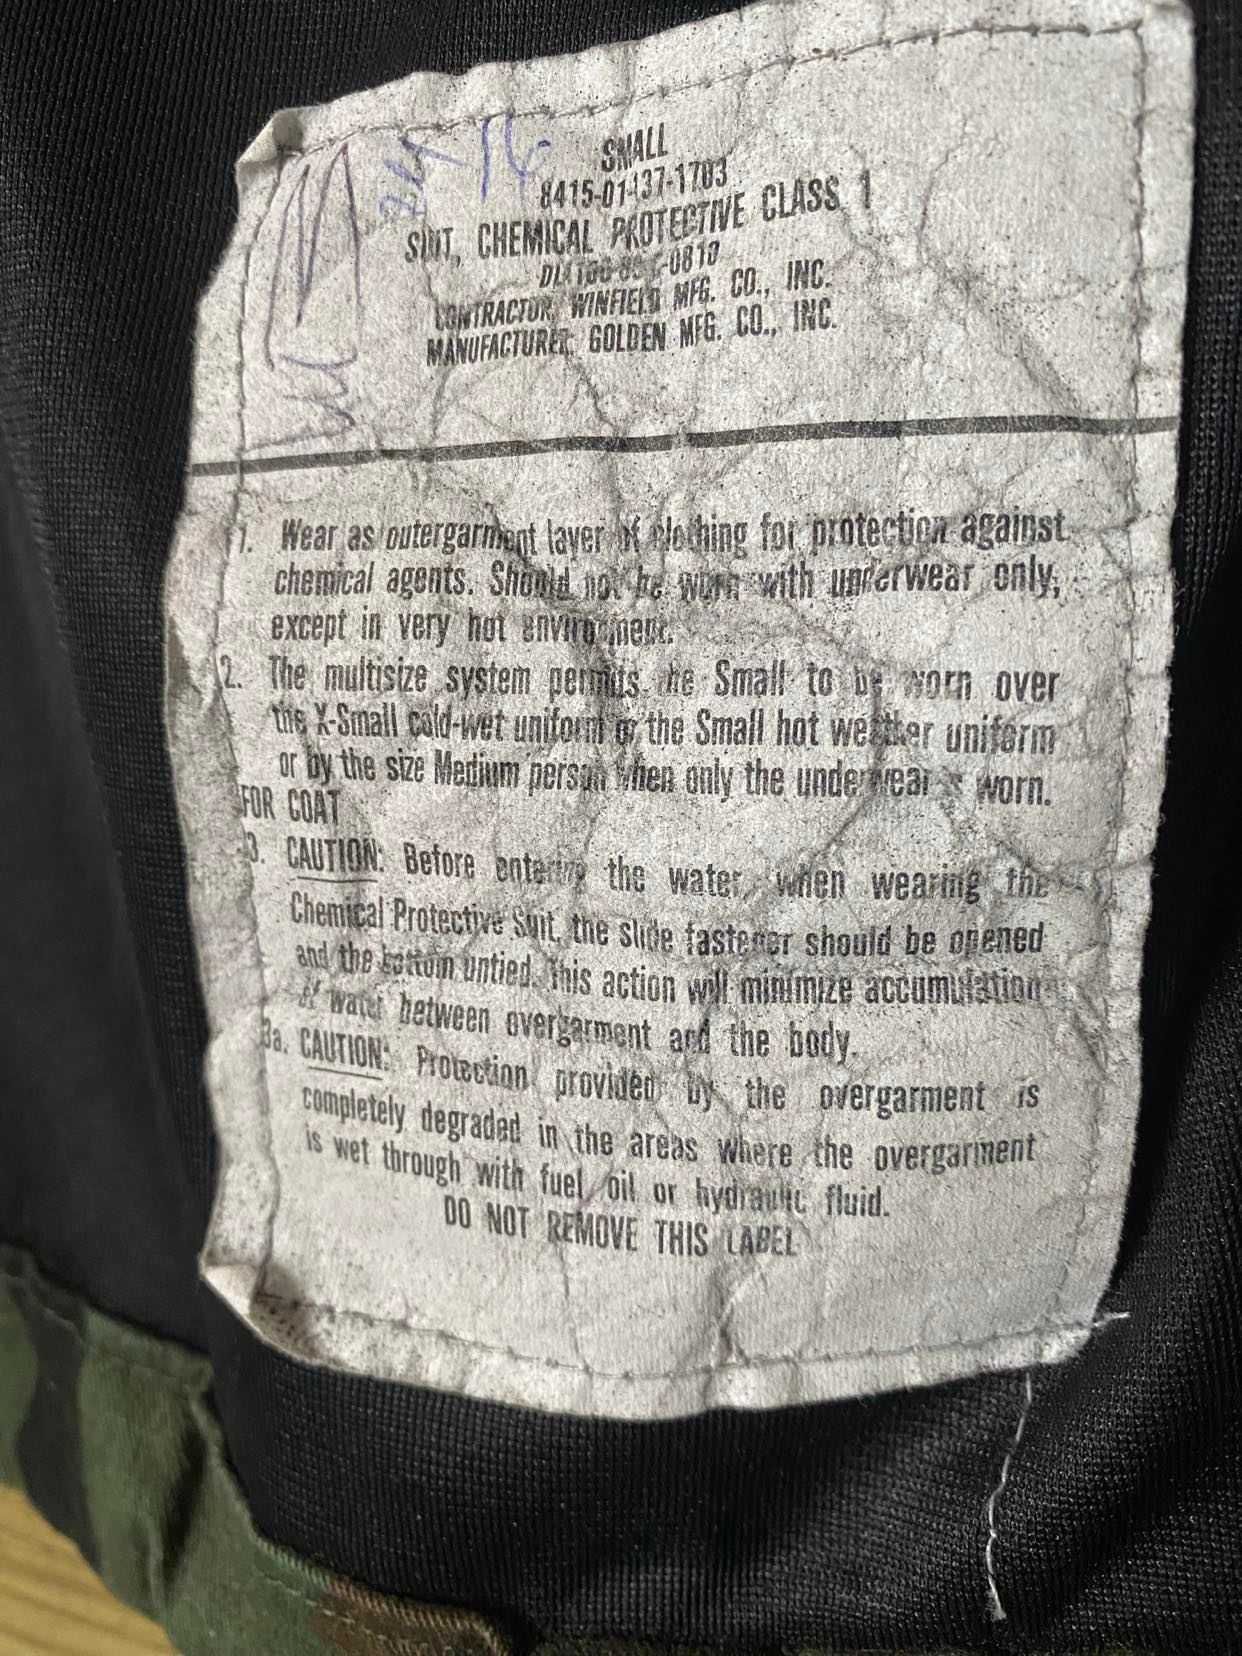 16
SMALL
8415-01-137-1703
SUIT, CHEMICAL PROTECTIVE CLASS 1
CONTRACTOR: WINFIELD MFG. CO., INC.
MANUFACTURER: GOLDEN MFG. CO., INC.
1. Wear as outergarment layer of clothing for protection against
chemical agents. Should not be worn with underwear only,
except in very hot environment.
2. The multisize system permits the Small to be worn over
the X-Small cold-wet uniform or the Small hot weather uniform
or by the size Medium person when only the underwear is worn.
FOR COAT
3. CAUTION: Before entering the water, when wearing the
Chemical Protective Suit, the slide fastener should be opened
and the bottom untied. This action will minimize accumulation
of water between overgarment and the body.
3a. CAUTION: Protection provided by the overgarment is
completely degraded in the areas where the overgarment
is wet through with fuel oil or hydraulic fluid.
DO NOT REMOVE THIS LABEL